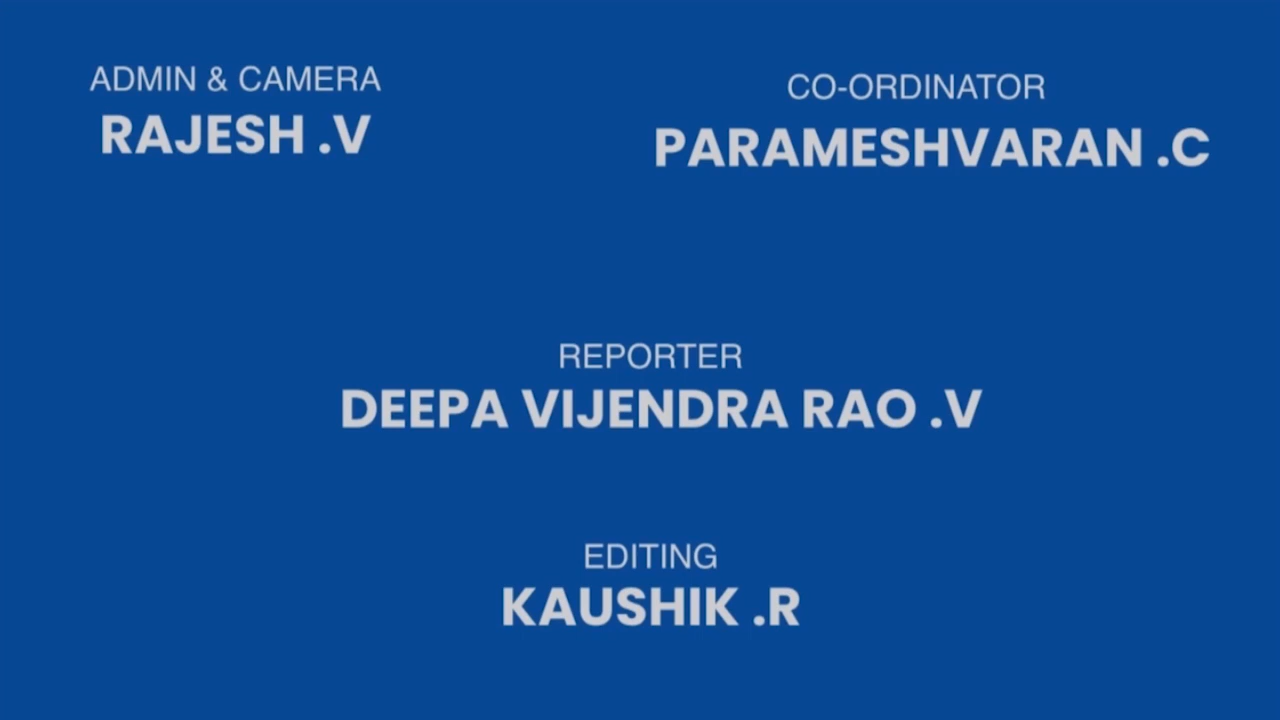 ADMIN & CAMERA
RAJESH .V
CO-ORDINATOR
PARAMESHVARAN .C
REPORTER
DEEPA VIJENDRA RAO .V
EDITING
KAUSHIK .R